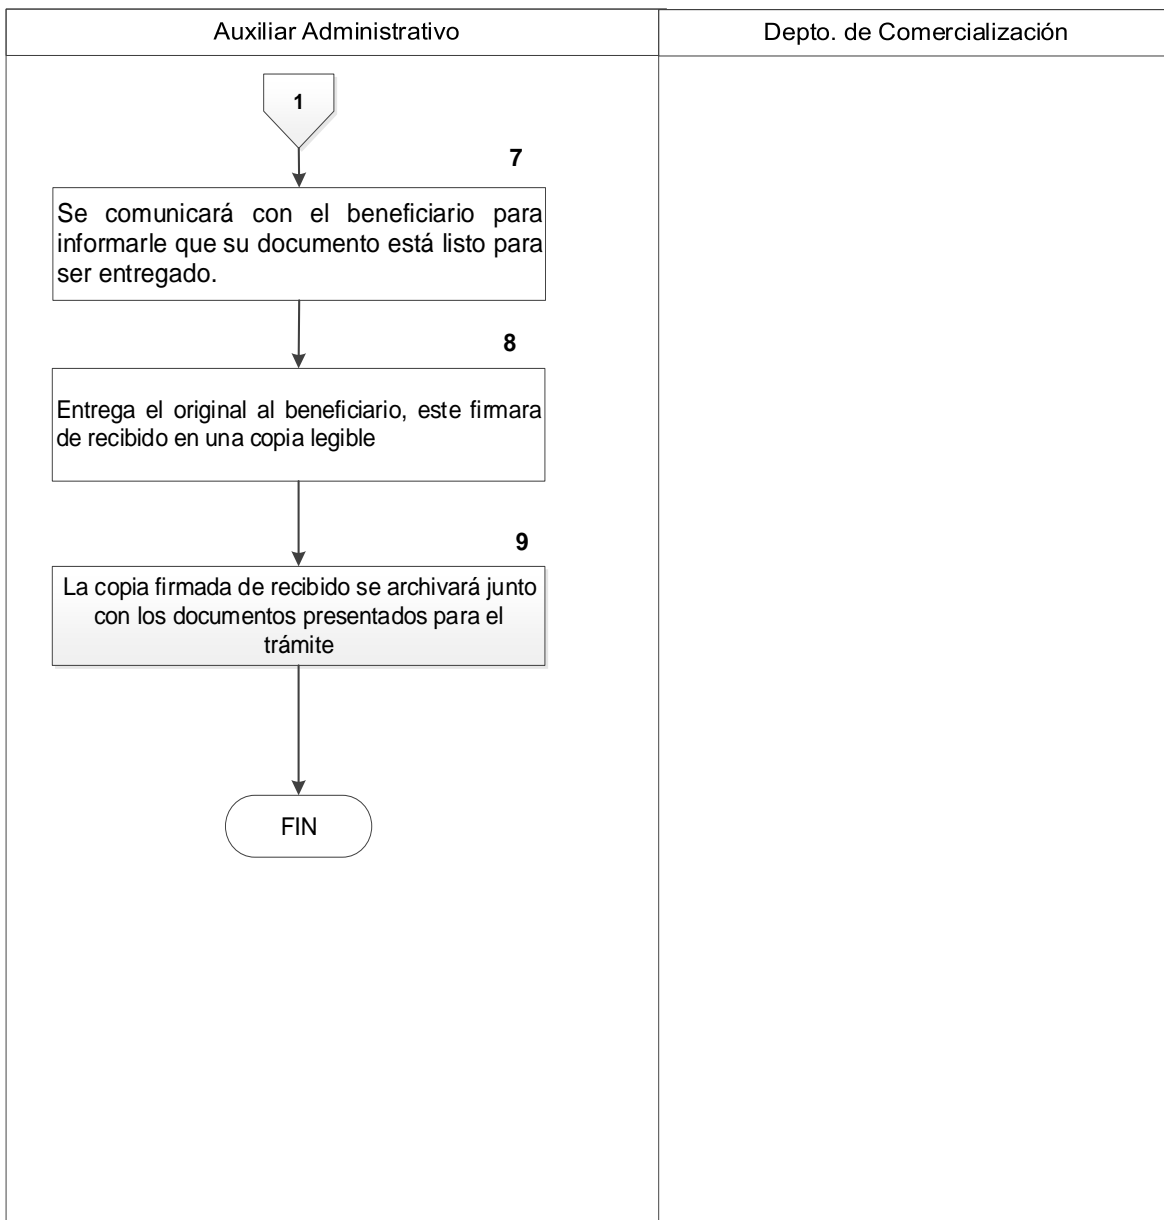 Auxiliar Administrativo
Depto. de Comercialización
1
7
Se comunicará con el beneficiario para
informarle que su documento está listo para
ser entregado.
8
Entrega el original al beneficiario, este firmara
de recibido en una copia legible
9
La copia firmada de recibido se archivará junto
con los documentos presentados para el
trámite
FIN